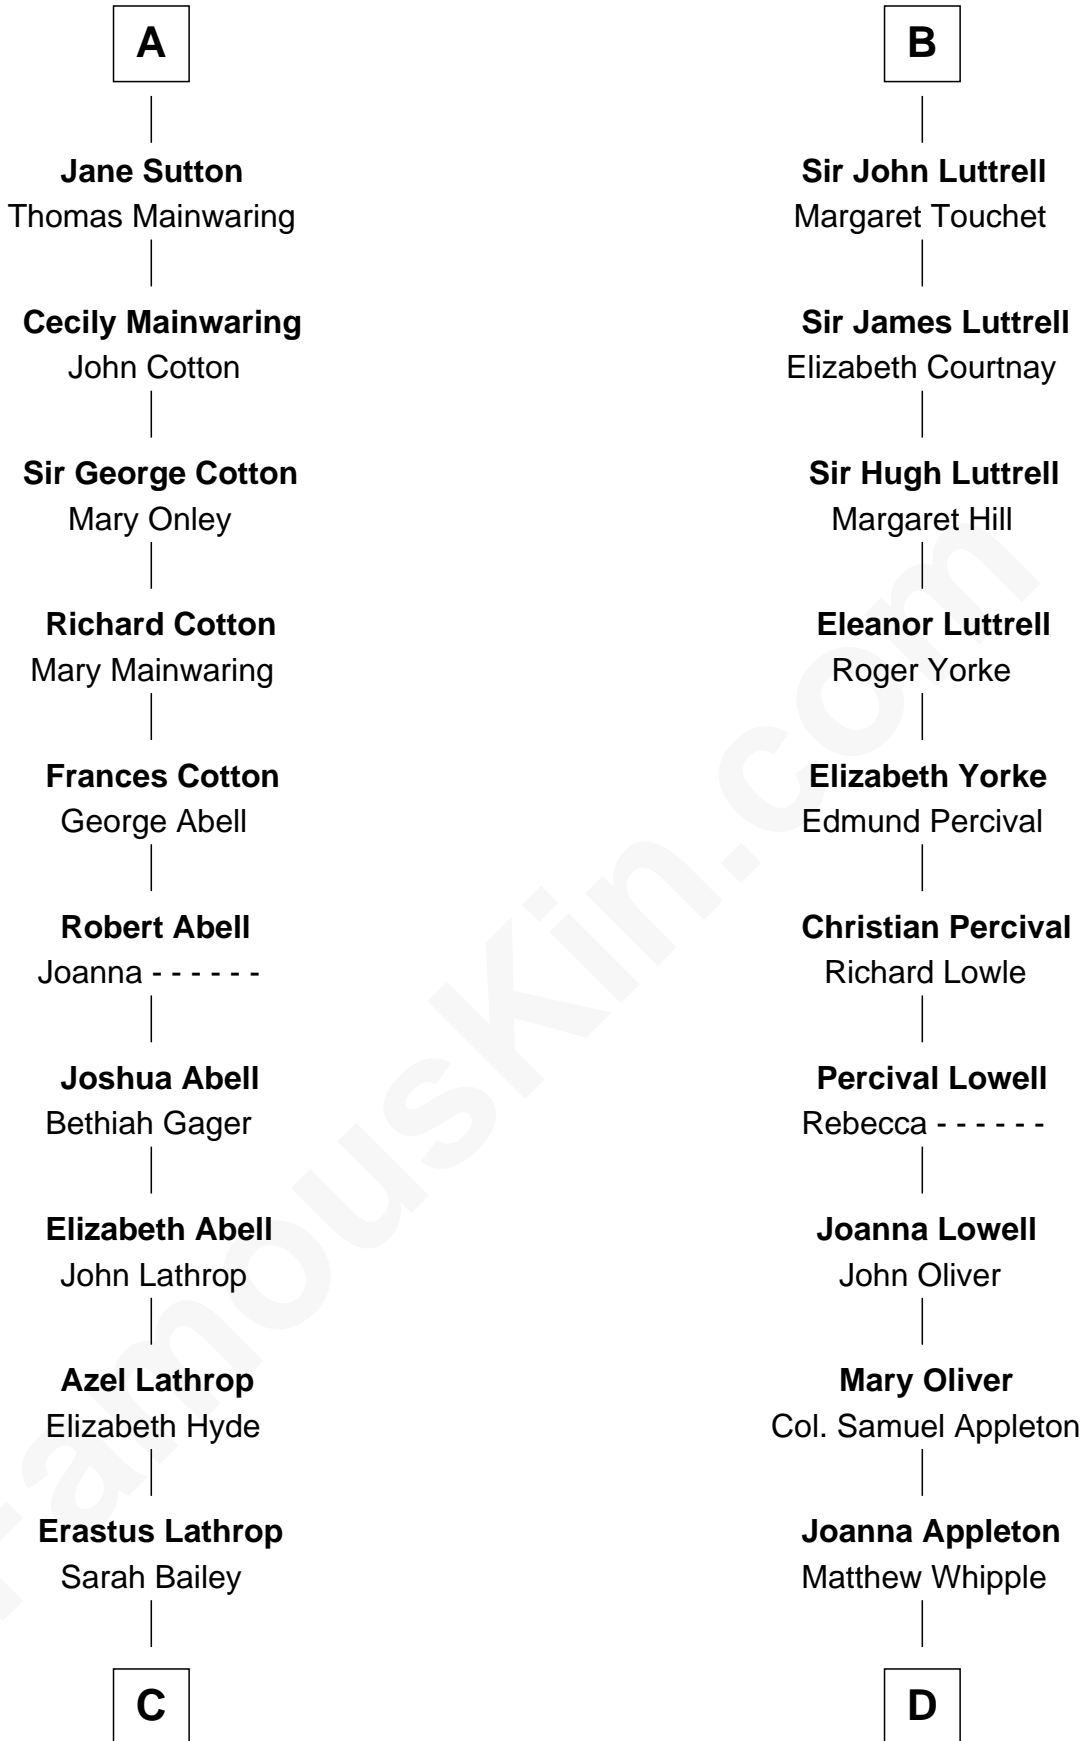 A
Jane Sutton
Thomas Mainwaring
Cecily Mainwaring
John Cotton
Sir George Cotton
Mary Onley
Richard Cotton
Mary Mainwaring
Frances Cotton
George Abell
Robert Abell
Joanna - - - - - -
Joshua Abell
Bethiah Gager
Elizabeth Abell
John Lathrop
Azel Lathrop
Elizabeth Hyde
Erastus Lathrop
Sarah Bailey
C
B
Sir John Luttrell
Margaret Touchet
Sir James Luttrell
Elizabeth Courtnay
Sir Hugh Luttrell
Margaret Hill
Eleanor Luttrell
Roger Yorke
Elizabeth Yorke
Edmund Percival
Christian Percival
Richard Lowle
Percival Lowell
Rebecca - - - - - -
Joanna Lowell
John Oliver
Mary Oliver
Col. Samuel Appleton
Joanna Appleton
Matthew Whipple
D
FamousKin.com